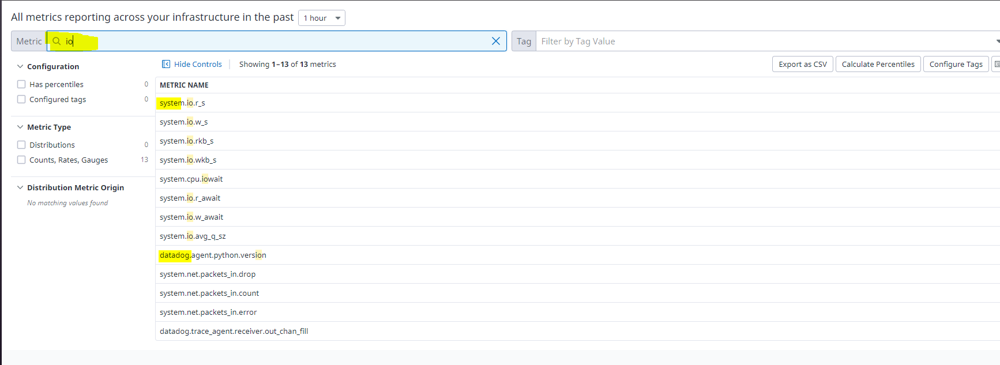 All metrics reporting across your infrastructure in the past 1 hour
Metric io Tag Filter by Tag Value
Configuration
Has percentiles 0
Configured tags 0
Metric Type
Distributions 0
Counts, Rates, Gauges 13
Distribution Metric Origin
No matching values found
Hide Controls Showing 1–13 of 13 metrics Export as CSV Calculate Percentiles Configure Tags
METRIC NAME
system.io.r_s
system.io.w_s
system.io.rkb_s
system.io.wkb_s
system.cpu.iowait
system.io.r_await
system.io.w_await
system.io.avg_q_sz
datadog.agent.python.version
system.net.packets_in.drop
system.net.packets_in.count
system.net.packets_in.error
datadog.trace_agent.receiver.out_chan_fill